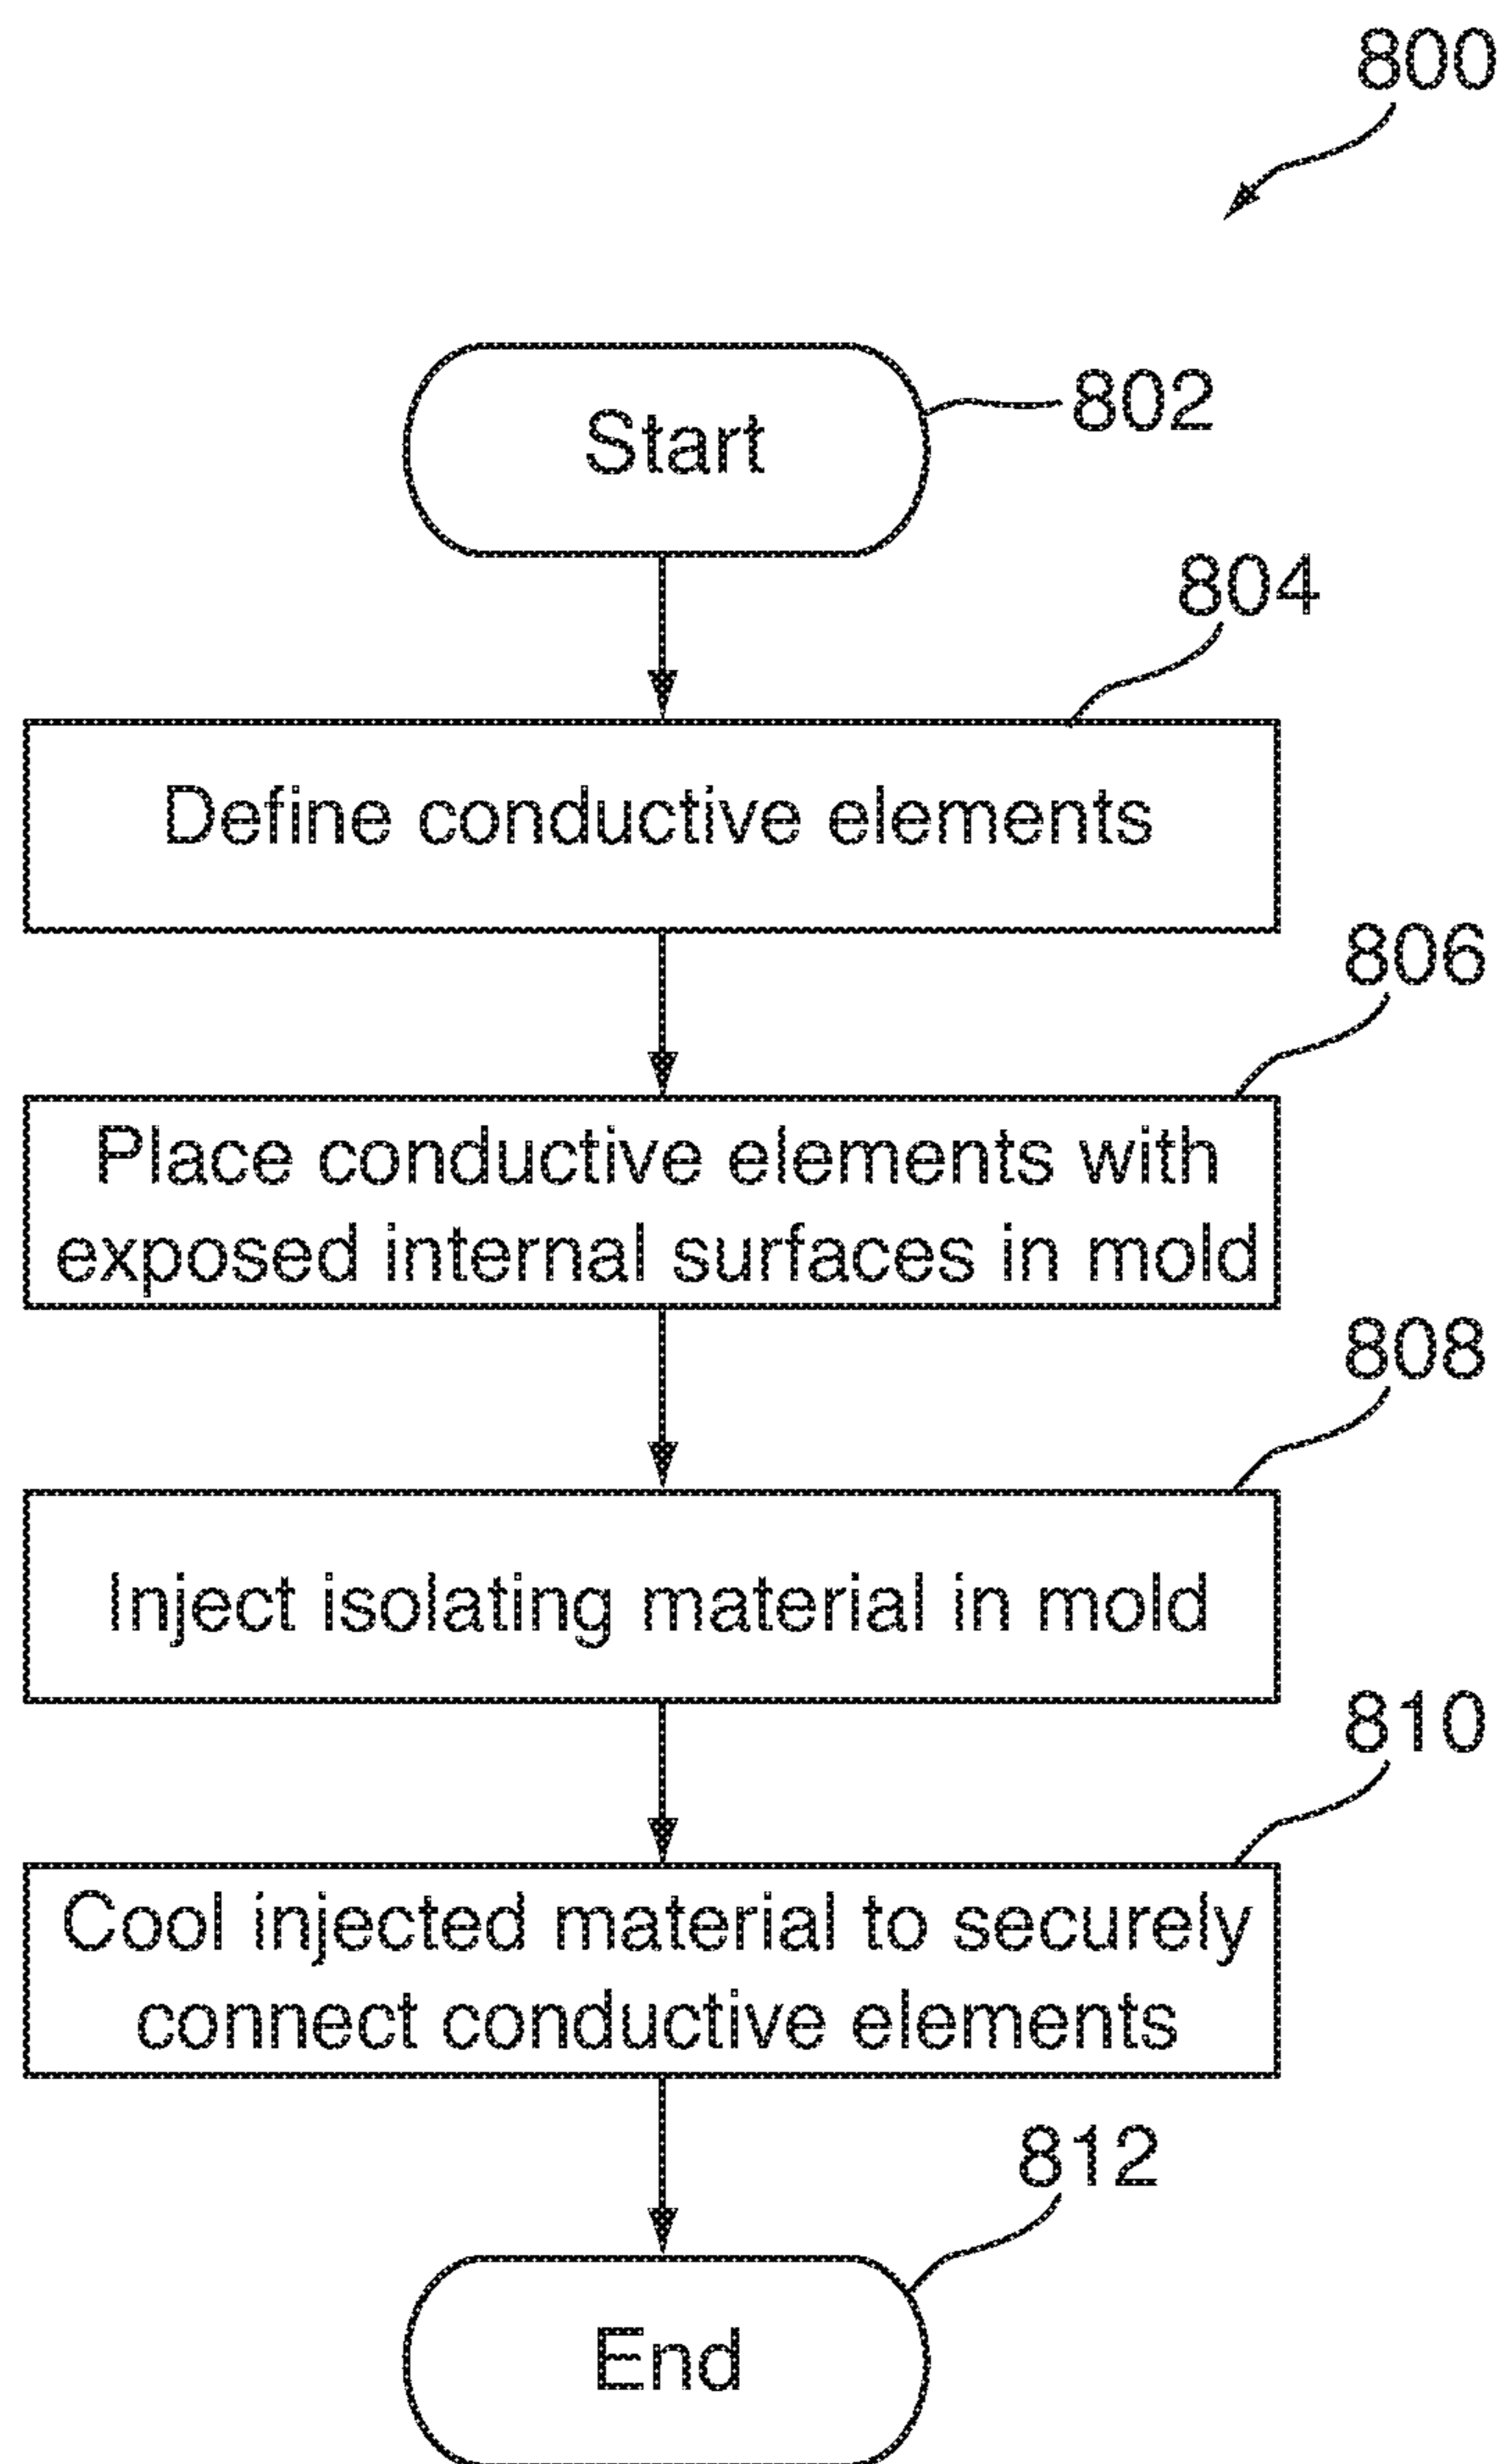 800
Start
802
804
Define conductive elements
806
Place conductive elements with
exposed internal surfaces in mold
808
Inject isolating material in mold
810
Cool injected material to securely
connect conductive elements
812
End